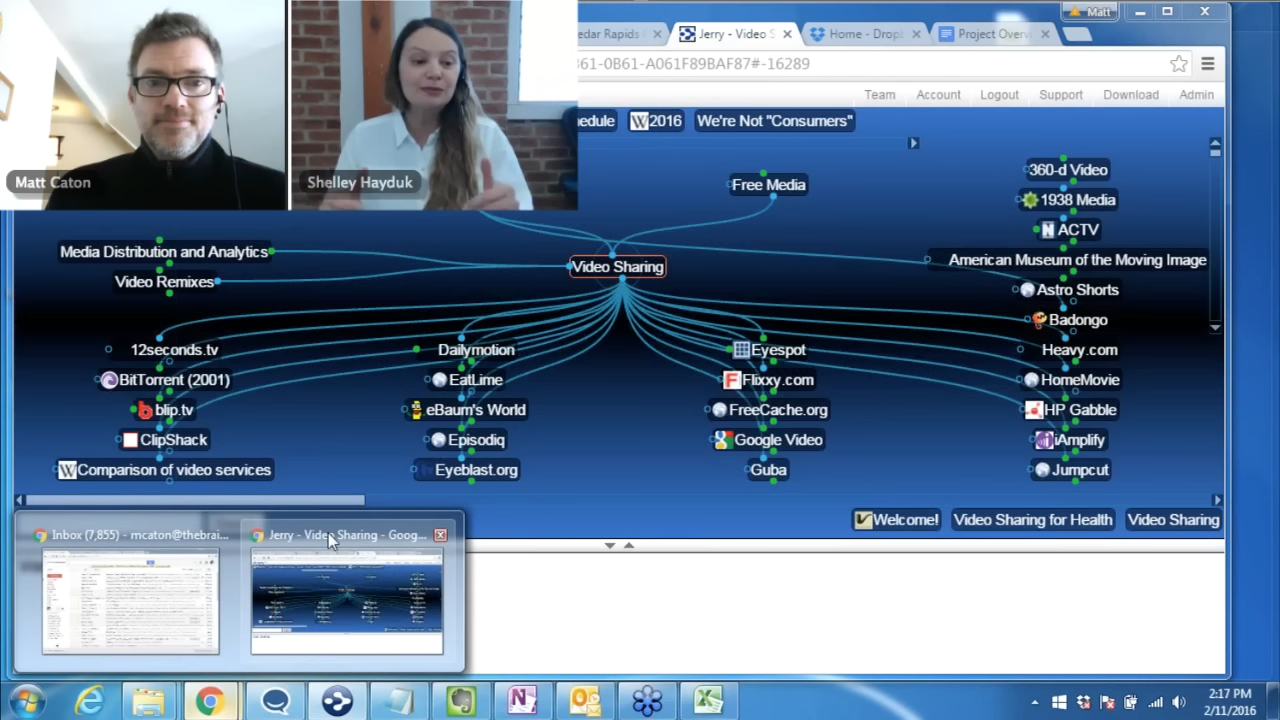 Matt
edar Rapids
Jerry - Video S
Home - Dropb
Project Overv
361-0B61-A061F89BAF87#-16289
Team Account Logout Support Download Admin
Matt Caton
Shelley Hayduk
hedule
2016
We're Not "Consumers"
Free Media
360-d Video
1938 Media
ACTV
American Museum of the Moving Image
Astro Shorts
Badongo
Media Distribution and Analytics
Video Remixes
Video Sharing
12seconds.tv
BitTorrent (2001)
blip.tv
ClipShack
Comparison of video services
Dailymotion
EatLime
eBaum's World
Episodiq
Eyeblast.org
Eyespot
Flixxy.com
FreeCache.org
Google Video
Guba
Heavy.com
HomeMovie
HP Gabble
iAmplify
Jumpcut
Welcome!
Video Sharing for Health
Video Sharing
Inbox (7,855) - mcaton@thebrai...
Jerry - Video Sharing - Goog...
2:17 PM
2/11/2016